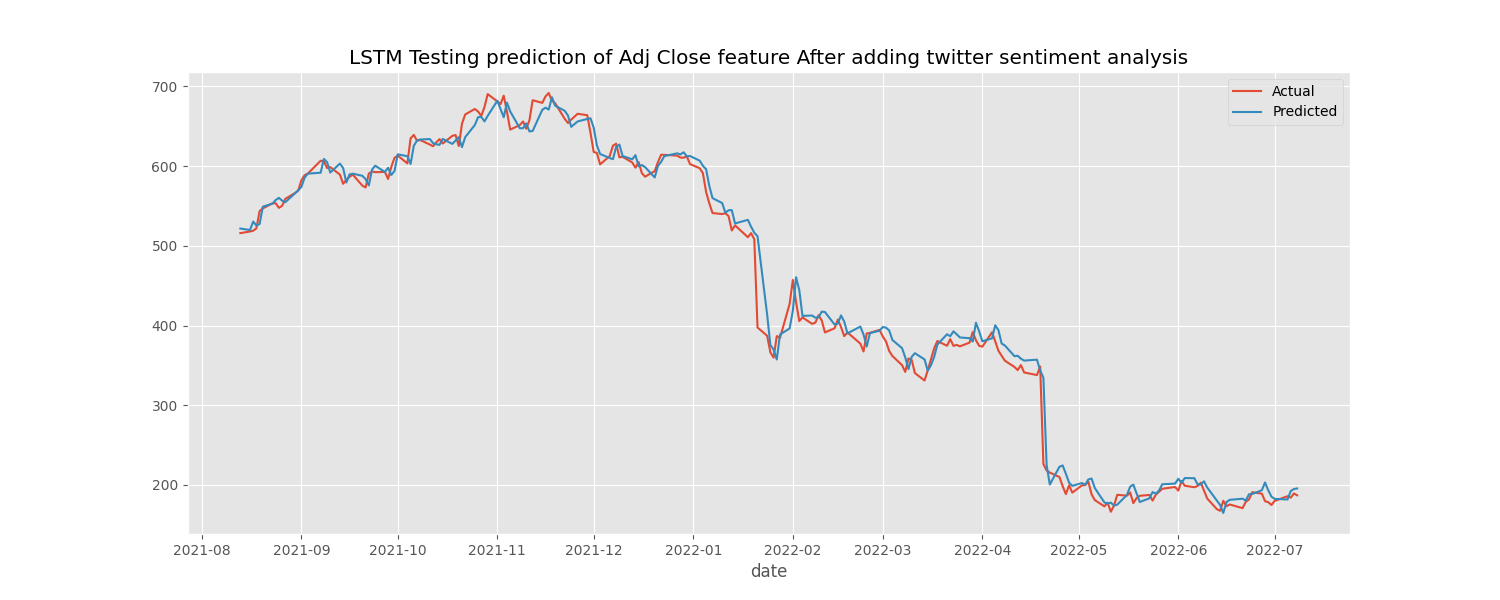 LSTM Testing prediction of Adj Close feature After adding twitter sentiment analysis
Actual
Predicted
700
600
500
400
300
200
2021-08 2021-09 2021-10 2021-11 2021-12 2022-01 2022-02 2022-03 2022-04 2022-05 2022-06 2022-07
date